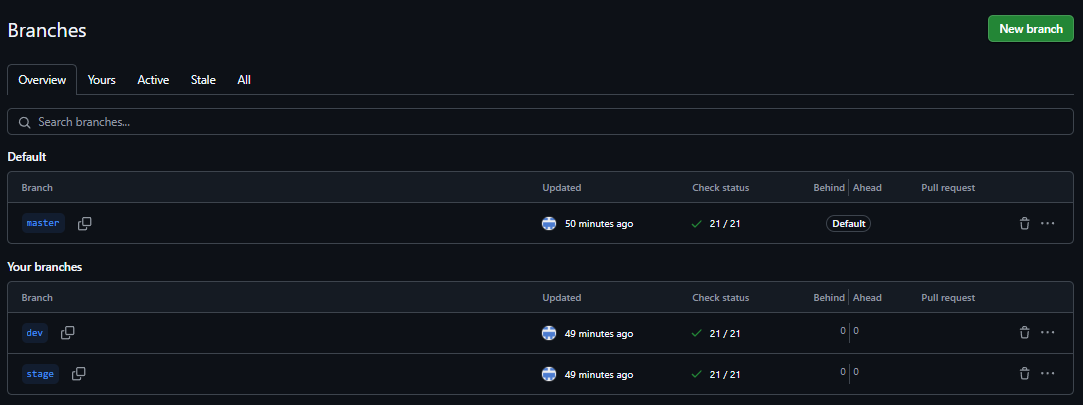 Branches
New branch
Overview Yours Active Stale All
Search branches...
Default
Branch Updated Check status Behind Ahead Pull request
master 50 minutes ago 21 / 21 Default
Your branches
Branch Updated Check status Behind Ahead Pull request
dev 49 minutes ago 21 / 21 0 0
stage 49 minutes ago 21 / 21 0 0